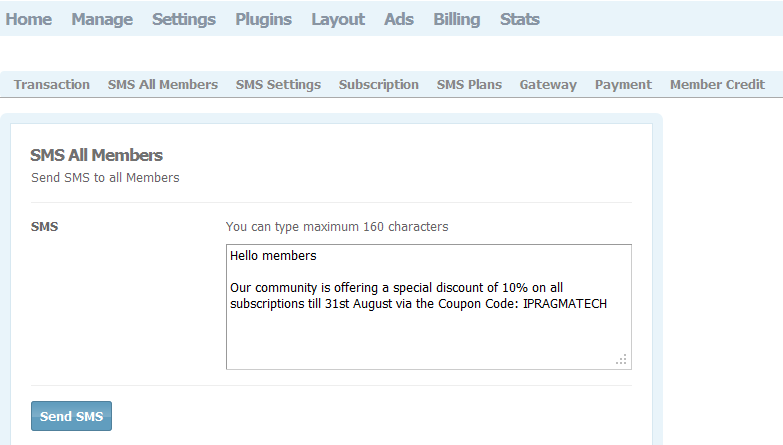 Home Manage Settings Plugins Layout Ads Billing Stats
Transaction SMS All Members SMS Settings Subscription SMS Plans Gateway Payment Member Credit
SMS All Members
Send SMS to all Members
SMS You can type maximum 160 characters
Hello members
Our community is offering a special discount of 10% on all
subscriptions till 31st August via the Coupon Code: IPRAGMATECH
Send SMS